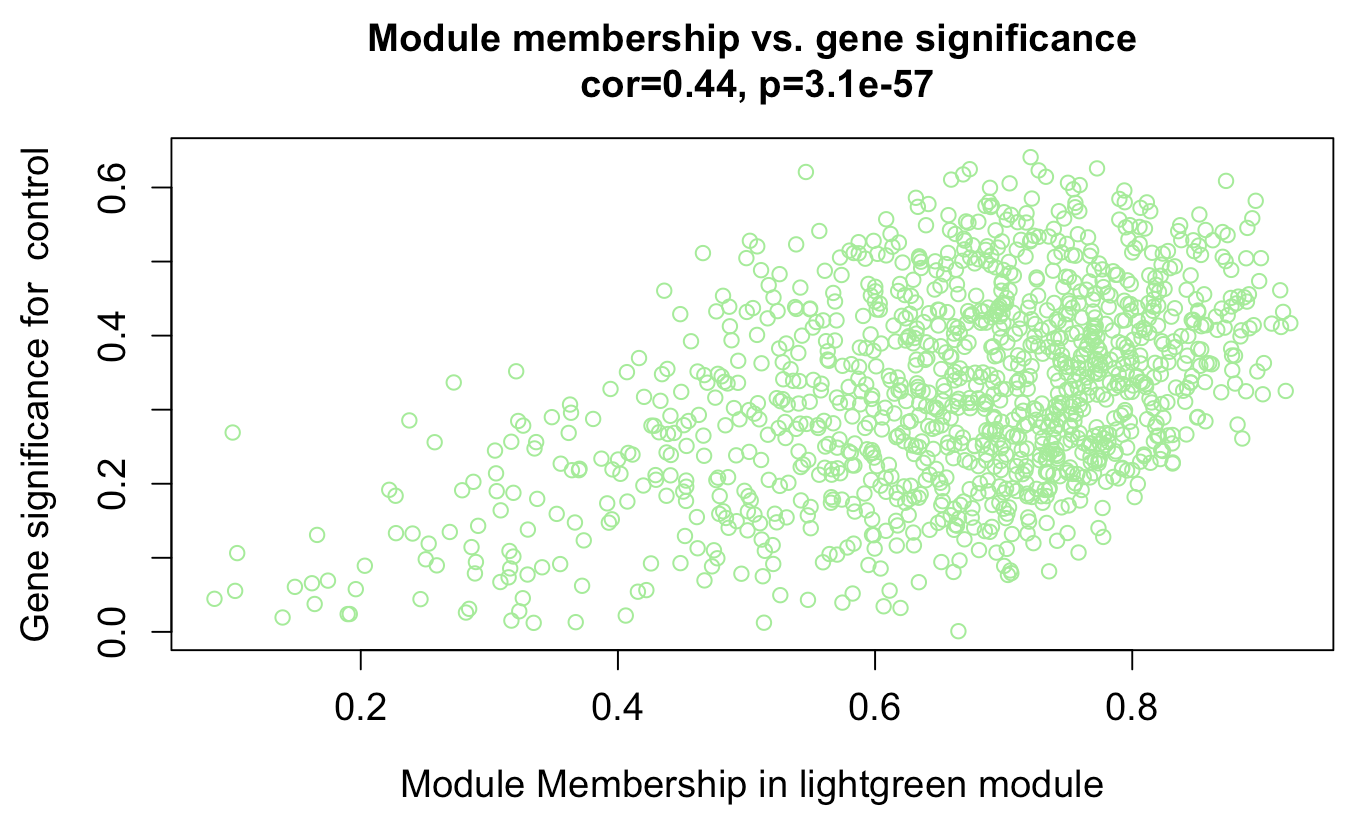 Module membership vs. gene significance
cor=0.44, p=3.1e-57
Gene significance for  control
0.6
0.4
0.2
0.0
0.2
0.4
0.6
0.8
Module Membership in lightgreen module